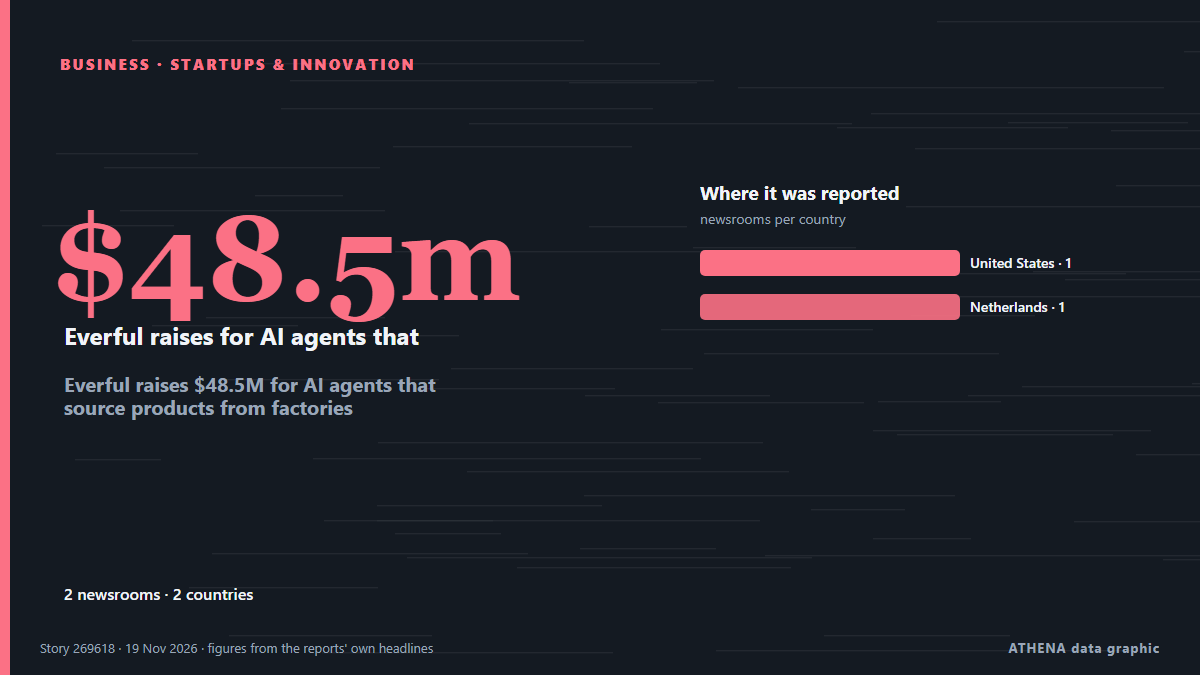 BUSINESS · STARTUPS & INNOVATION
$48.5m
Everful raises for AI agents that
Everful raises $48.5M for AI agents that
source products from factories
Where it was reported
newsrooms per country
United States · 1
Netherlands · 1
2 newsrooms · 2 countries
Story 269618 · 19 Nov 2026 · figures from the reports' own headlines
ATHENA data graphic